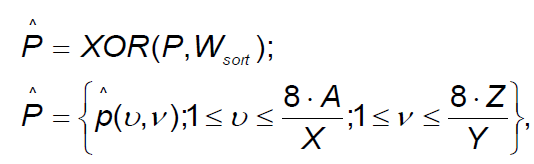 P̂ = XOR(P,W_sort);
P̂ = {p̂(υ,ν);1 ≤ υ ≤ (8·A)/X;1 ≤ ν ≤ (8·Z)/Y},